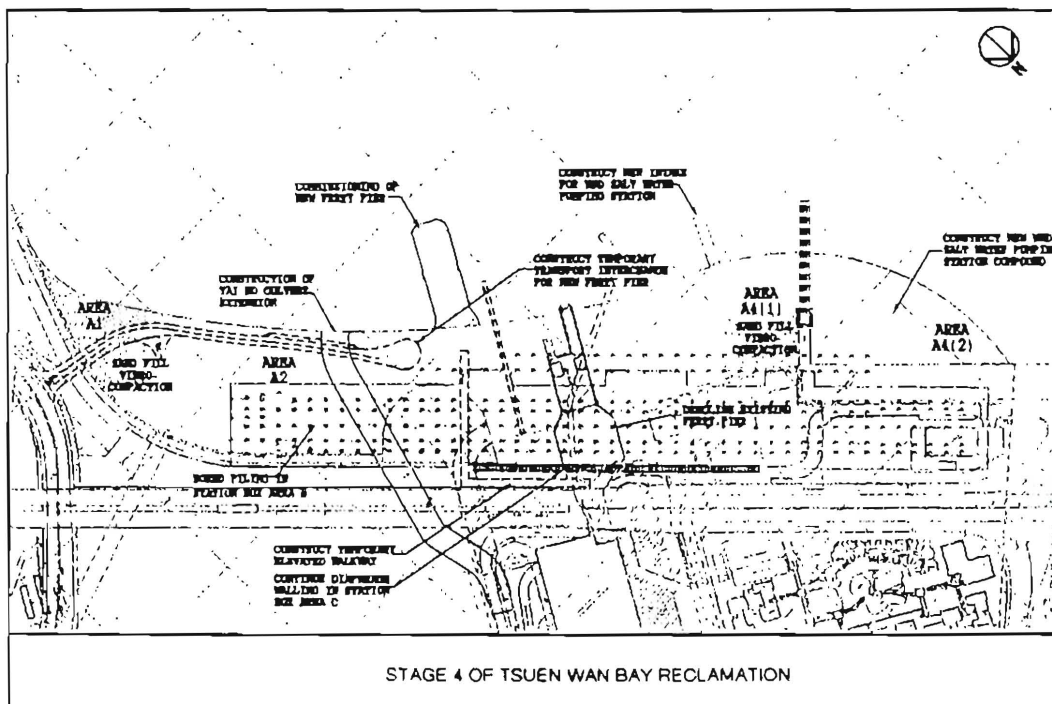 N
COMMISSIONING OF
NEW FERRY PIER
CONSTRUCT NEW INTAKE
FOR WSD SALT WATER
PUMPING STATION
CONSTRUCT NEW WSD
SALT WATER PUMPIN
STATION COMPOUND
CONSTRUCTION OF
TAI HO CULVERT
EXTENSION
CONSTRUCT TEMPORARY
TRANSPORT INTERCHANGE
FOR NEW FERRY PIER
AREA
A1
SAND FILL
VIBRO-
COMPACTION
AREA
A2
AREA
A4(1)
SAND FILL
VIBRO-
COMPACTION
AREA
A4(2)
EXISTING
FERRY PIER
BORED PILING IN
STATION BOX AREA B
CONSTRUCT TEMPORARY
ELEVATED WALKWAY
CONTINUE DIAPHRAGM
WALLING IN STATION
BOX AREA C
STAGE 4 OF TSUEN WAN BAY RECLAMATION